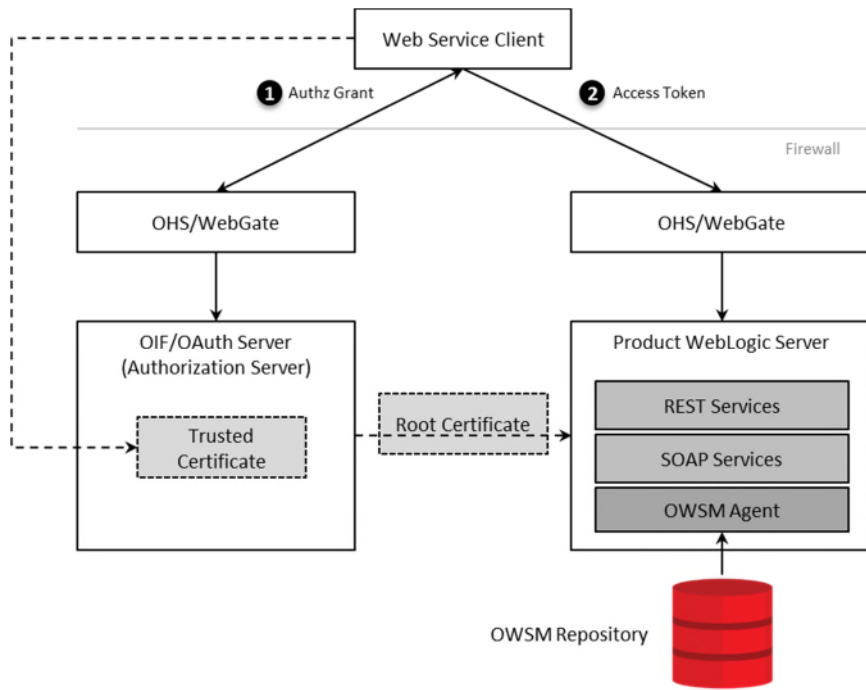 Web Service Client
1 Authz Grant
2 Access Token
Firewall
OHS/WebGate
OHS/WebGate
OIF/OAuth Server
(Authorization Server)
Trusted
Certificate
Root Certificate
Product WebLogic Server
REST Services
SOAP Services
OWSM Agent
OWSM Repository